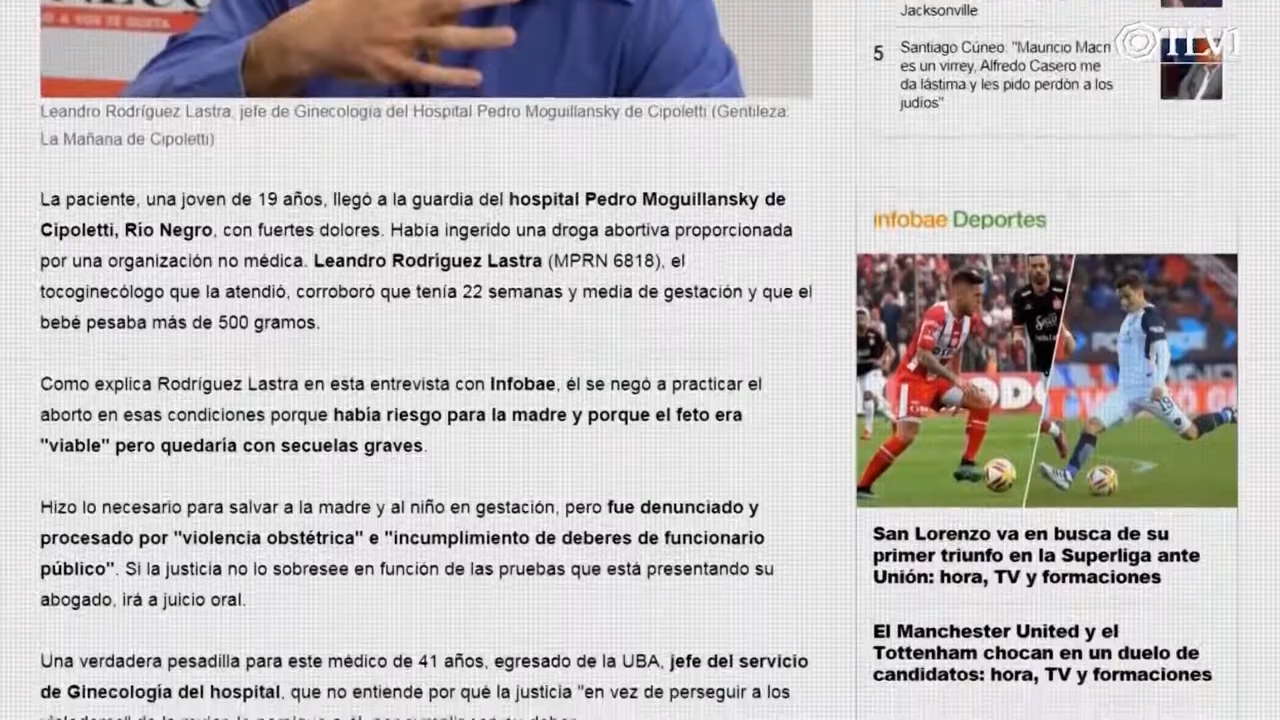 A VOS TE GUSTA
Leandro Rodríguez Lastra, jefe de Ginecología del Hospital Pedro Moguillansky de Cipoletti (Gentileza:
La Mañana de Cipoletti)
La paciente, una joven de 19 años, llegó a la guardia del hospital Pedro Moguillansky de
Cipoletti, Río Negro, con fuertes dolores. Había ingerido una droga abortiva proporcionada
por una organización no médica. Leandro Rodríguez Lastra (MPRN 6818), el
tocoginecólogo que la atendió, corroboró que tenía 22 semanas y media de gestación y que el
bebé pesaba más de 500 gramos.
Como explica Rodríguez Lastra en esta entrevista con Infobae, él se negó a practicar el
aborto en esas condiciones porque había riesgo para la madre y porque el feto era
"viable" pero quedaría con secuelas graves.
Hizo lo necesario para salvar a la madre y al niño en gestación, pero fue denunciado y
procesado por "violencia obstétrica" e "incumplimiento de deberes de funcionario
público". Si la justicia no lo sobresee en función de las pruebas que está presentando su
abogado, irá a juicio oral.
Una verdadera pesadilla para este médico de 41 años, egresado de la UBA, jefe del servicio
de Ginecología del hospital, que no entiende por qué la justicia "en vez de perseguir a los
Jacksonville
TLV1
5
Santiago Cúneo: "Mauricio Macri
es un virrey, Alfredo Casero me
da lástima y les pido perdón a los
judíos"
infobae Deportes
San Lorenzo va en busca de su
primer triunfo en la Superliga ante
Unión: hora, TV y formaciones
El Manchester United y el
Tottenham chocan en un duelo de
candidatos: hora, TV y formaciones